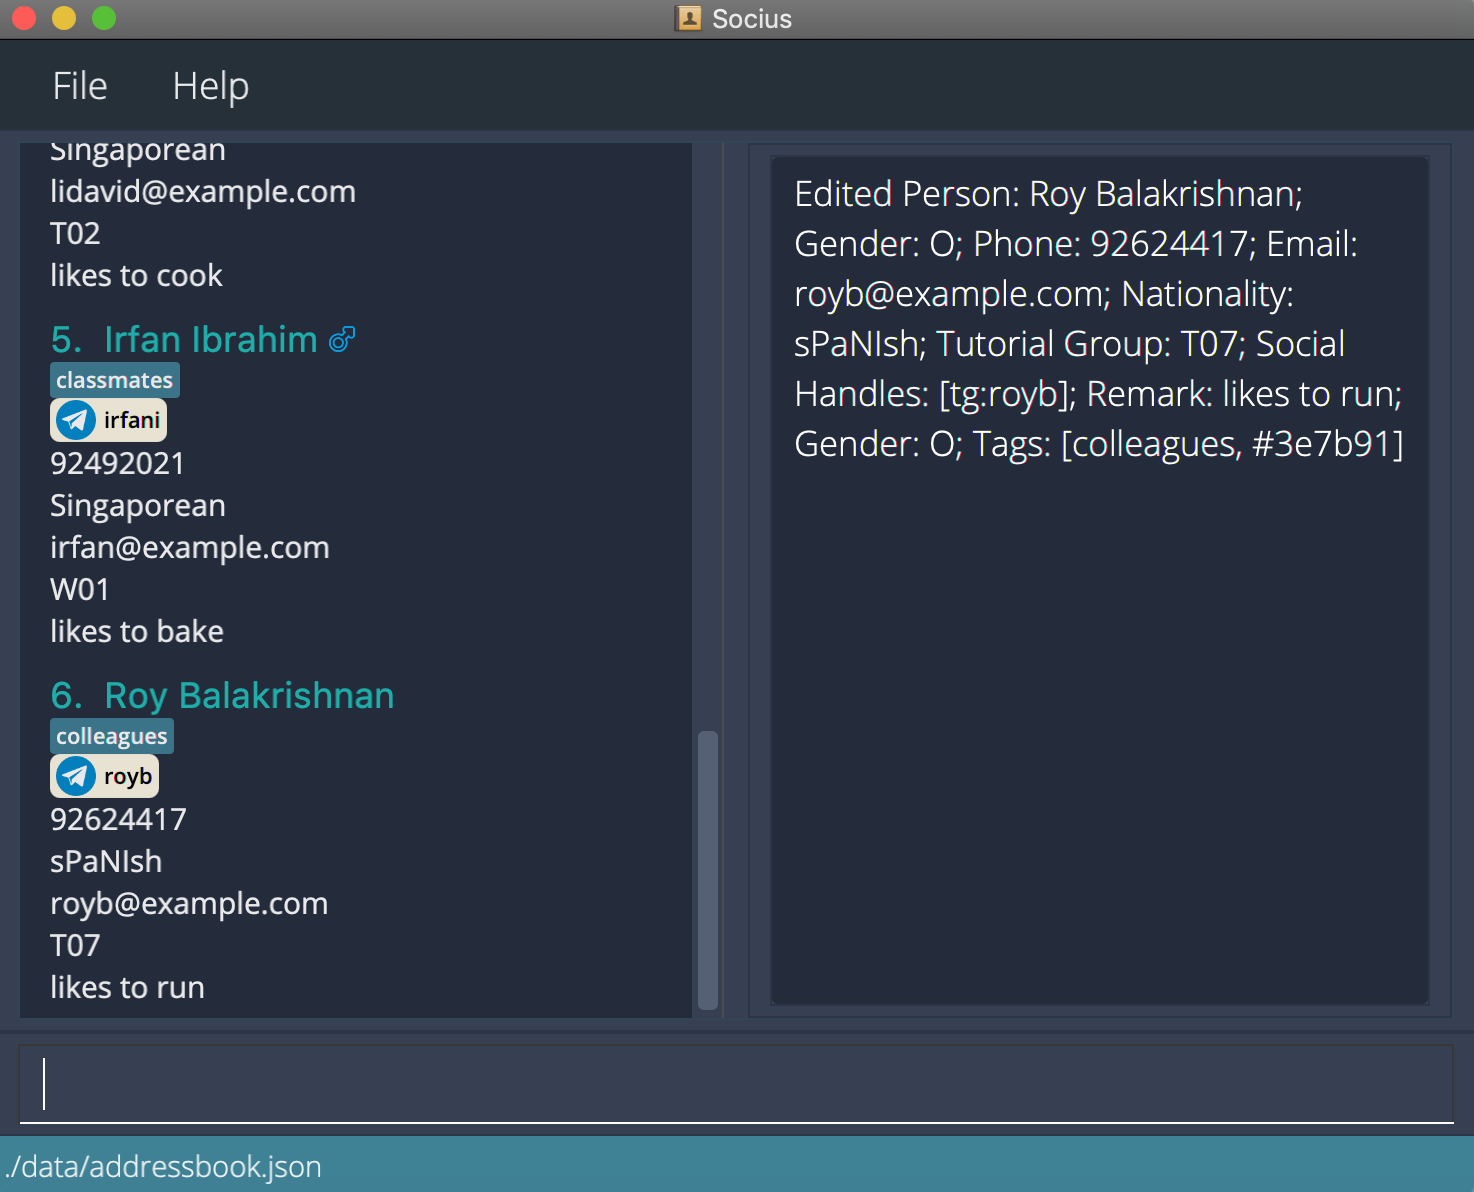 Socius
File Help
Singaporean
lidavid@example.com
T02
likes to cook
5. Irfan Ibrahim
classmates
irfani
92492021
Singaporean
irfan@example.com
W01
likes to bake
6. Roy Balakrishnan
colleagues
royb
92624417
sPaNIsh
royb@example.com
T07
likes to run
Edited Person: Roy Balakrishnan;
Gender: O; Phone: 92624417; Email:
royb@example.com; Nationality:
sPaNIsh; Tutorial Group: T07; Social
Handles: [tg:royb]; Remark: likes to run;
Gender: O; Tags: [colleagues, #3e7b91]
./data/addressbook.json